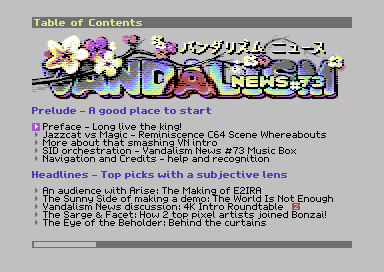 Table of Contents
バンダリズム ニュース
VANDALISM
NEWS #73
Prelude - A good place to start
Preface - Long live the king!
Jazzcat vs Magic - Reminiscence C64 Scene Whereabouts
More about that smashing VN intro
SID orchestration - Vandalism News #73 Music Box
Navigation and Credits - help and recognition
Headlines - Top picks with a subjective lens
An audience with Arise: The Making of E2IRA
The Sunny Side of making a demo: The World Is Not Enough
Vandalism News discussion: 4K Intro Roundtable
The Sarge & Facet: How 2 top pixel artists joined Bonzai!
The Eye of the Beholder: Behind the curtains